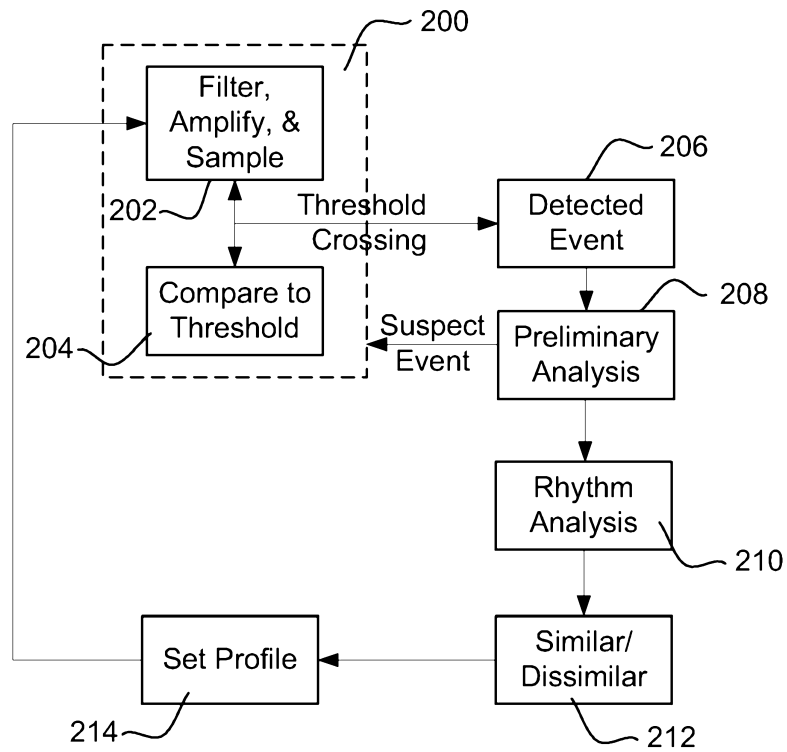 200
Filter,
Amplify, &
Sample
202
Threshold
Crossing
206
Detected
Event
Compare to
Threshold
204
Suspect
Event
208
Preliminary
Analysis
Rhythm
Analysis
210
Similar/
Dissimilar
212
Set Profile
214